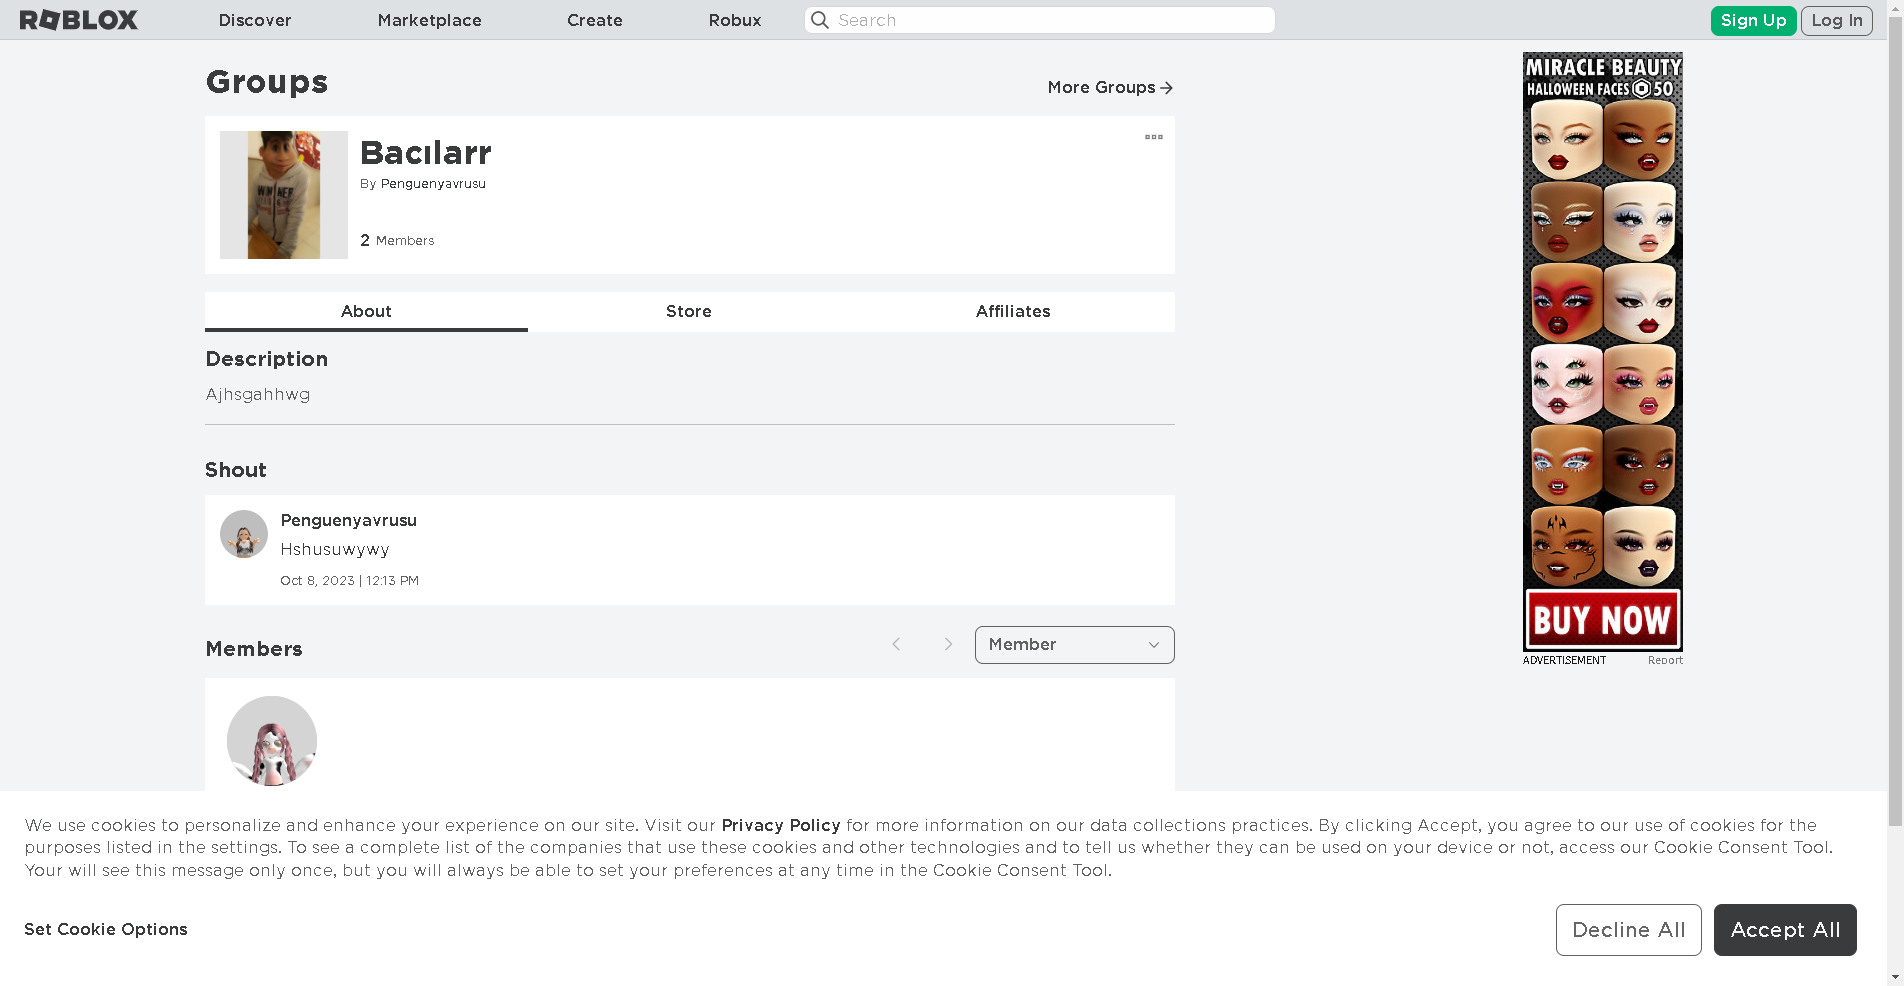 ROBLOX
Discover
Marketplace
Create
Robux
Search
Sign Up
Log In
Groups
More Groups
Bacılarr
By Penguenyavrusu
2 Members
About
Store
Affiliates
Description
Ajhsgahhwg
Shout
Penguenyavrusu
Hshusuwywy
Oct 8, 2023 | 12:13 PM
Members
Member
MIRACLE BEAUTY
HALLOWEEN FACES 50
BUY NOW
ADVERTISEMENT
Report
We use cookies to personalize and enhance your experience on our site. Visit our Privacy Policy for more information on our data collections practices. By clicking Accept, you agree to our use of cookies for the
purposes listed in the settings. To see a complete list of the companies that use these cookies and other technologies and to tell us whether they can be used on your device or not, access our Cookie Consent Tool.
Your will see this message only once, but you will always be able to set your preferences at any time in the Cookie Consent Tool.
Set Cookie Options
Decline All
Accept All